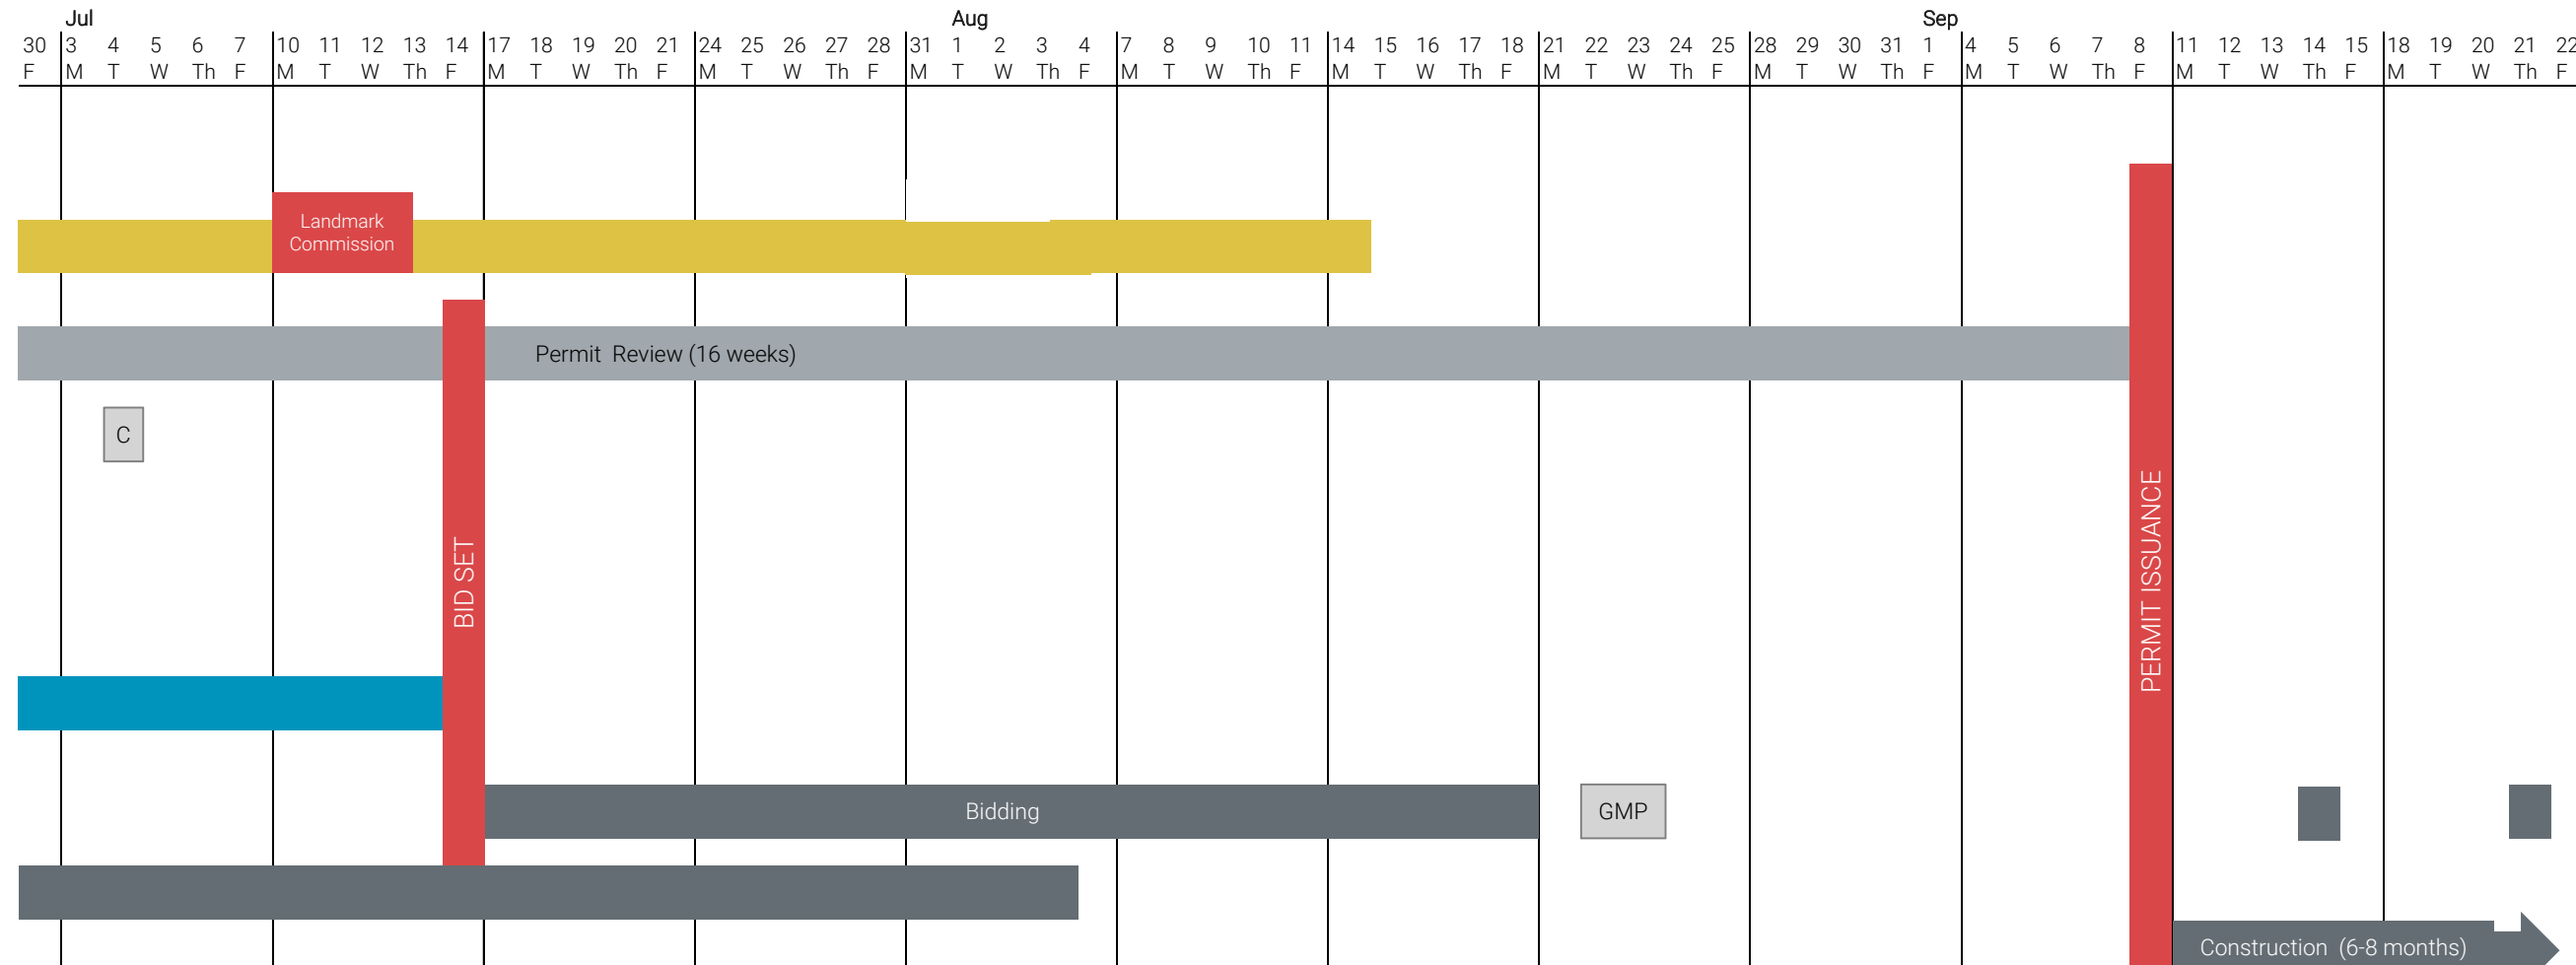 Jul Aug Sep
30 3 4 5 6 7 10 11 12 13 14 17 18 19 20 21 24 25 26 27 28 31 1 2 3 4 7 8 9 10 11 14 15 16 17 18 21 22 23 24 25 28 29 30 31 1 4 5 6 7 8 11 12 13 14 15 18 19 20 21 22
F M T W Th F M T W Th F M T W Th F M T W Th F M T W Th F M T W Th F M T W Th F M T W Th F M T W Th F M T W Th F M T W Th F M T W Th F
Landmark
Commission
Permit Review (16 weeks)
C
BID SET
PERMIT ISSUANCE
Bidding
GMP
Construction (6-8 months)